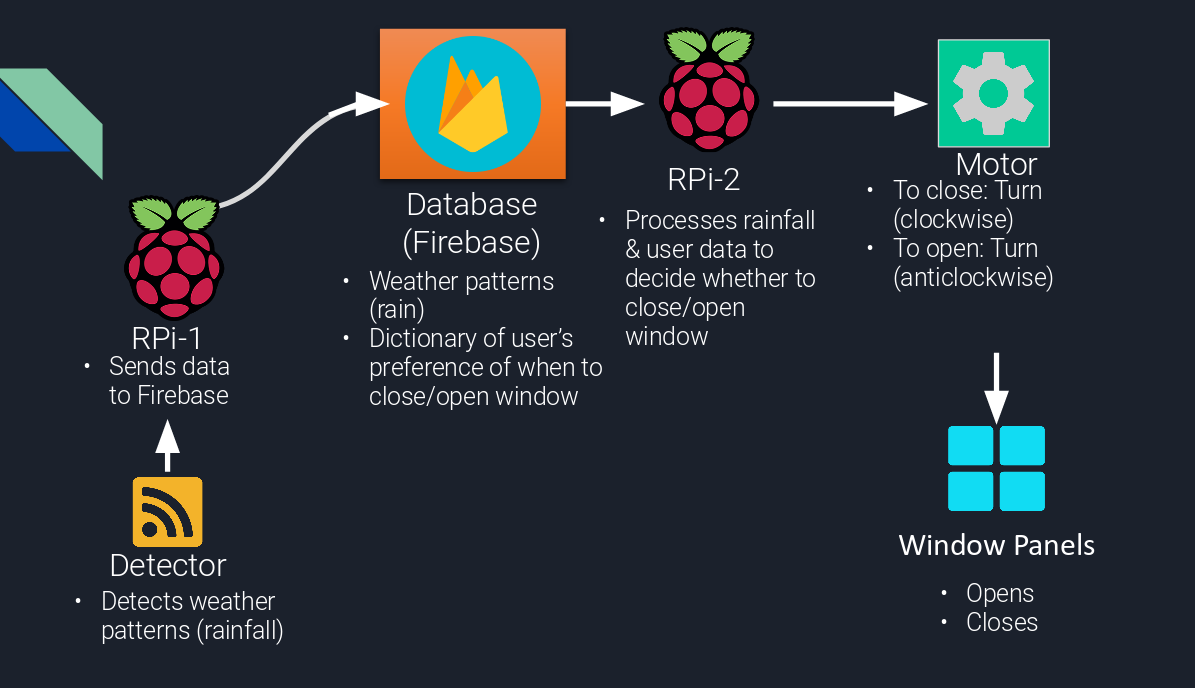 RPi-1
• Sends data
to Firebase
Detector
• Detects weather
patterns (rainfall)
Database
(Firebase)
• Weather patterns
(rain)
• Dictionary of user’s
preference of when to
close/open window
RPi-2
• Processes rainfall
& user data to
decide whether to
close/open
window
Motor
• To close: Turn
(clockwise)
• To open: Turn
(anticlockwise)
Window Panels
• Opens
• Closes